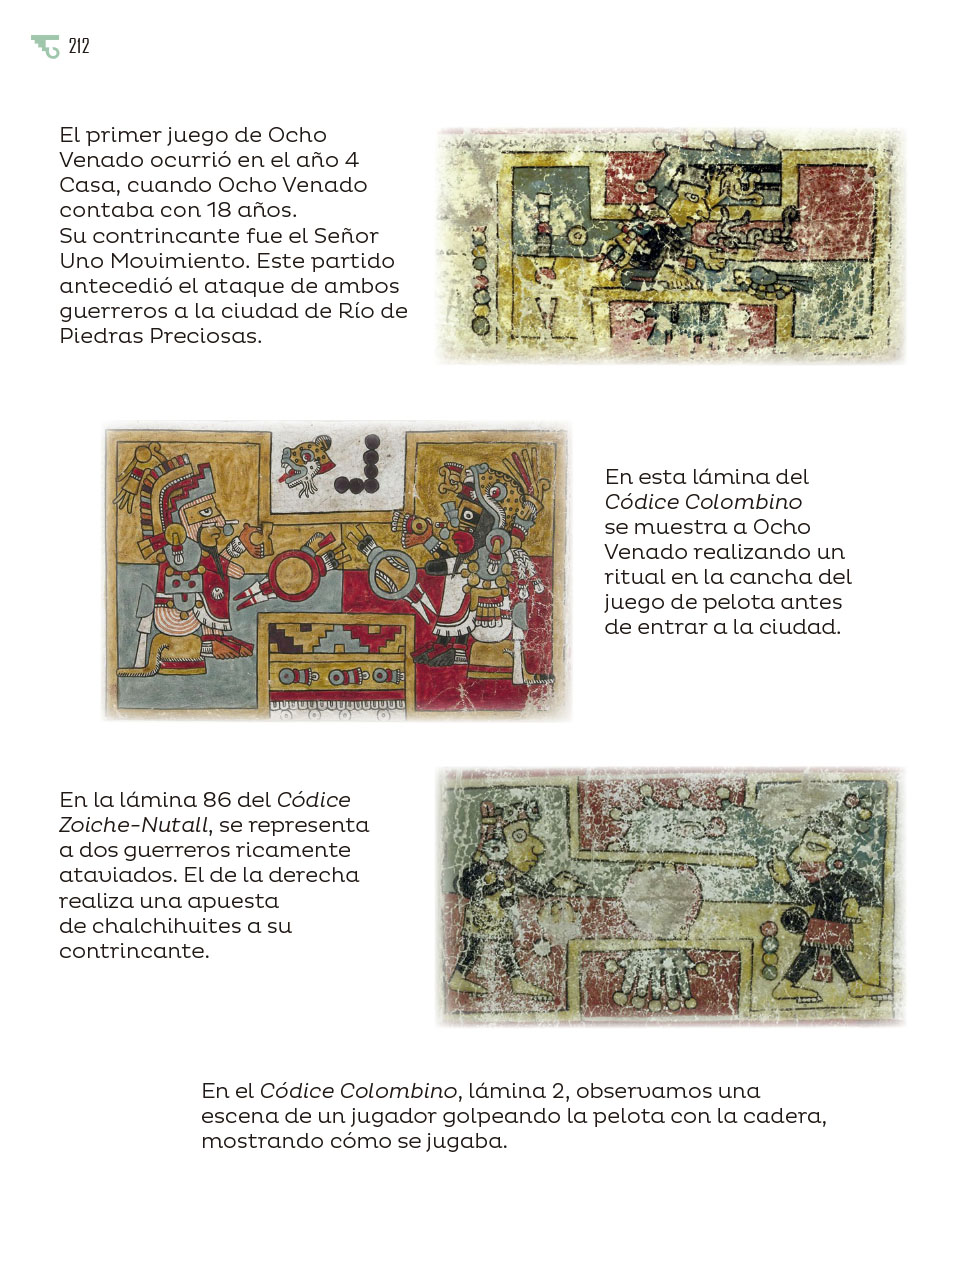 212
El primer juego de Ocho
Venado ocurrió en el año 4
Casa, cuando Ocho Venado
contaba con 18 años.
Su contrincante fue el Señor
Uno Movimiento. Este partido
antecedió el ataque de ambos
guerreros a la ciudad de Río de
Piedras Preciosas.
En esta lámina del
Códice Colombino
se muestra a Ocho
Venado realizando un
ritual en la cancha del
juego de pelota antes
de entrar a la ciudad.
En la lámina 86 del Códice
Zoiche-Nutall, se representa
a dos guerreros ricamente
ataviados. El de la derecha
realiza una apuesta
de chalchihuites a su
contrincante.
En el Códice Colombino, lámina 2, observamos una
escena de un jugador golpeando la pelota con la cadera,
mostrando cómo se jugaba.